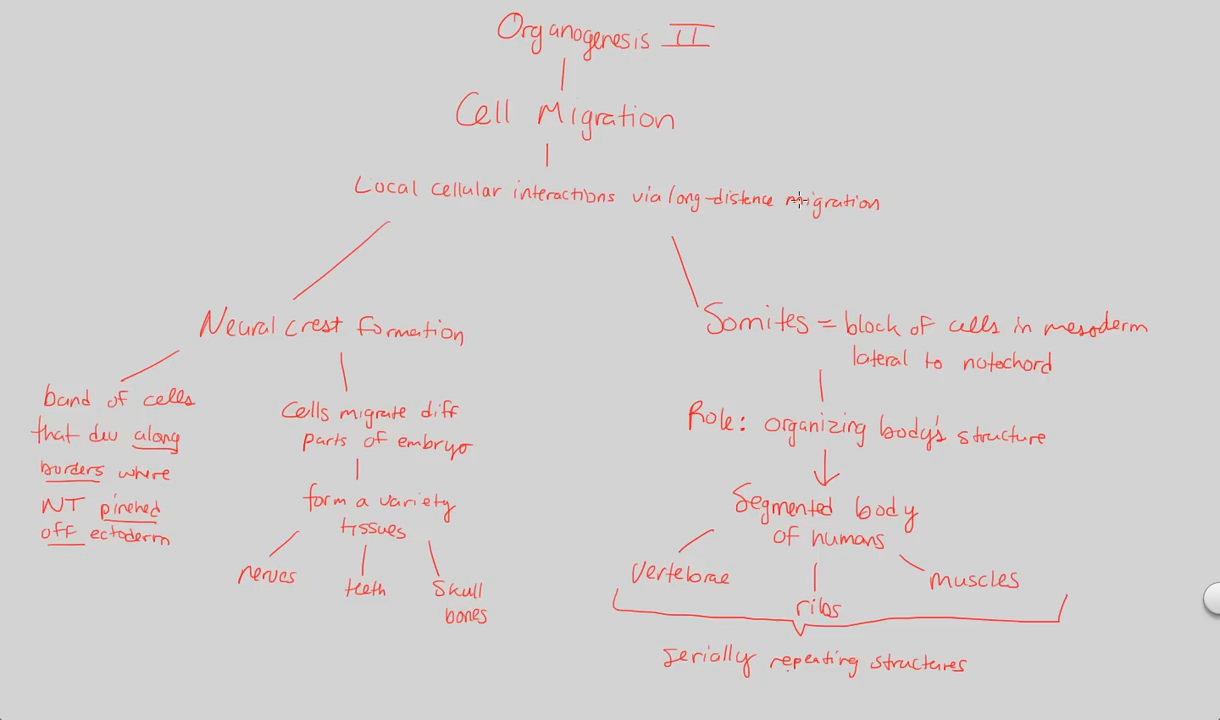 Organogenesis II
Cell Migration
Local cellular interactions via long-distence migration
Neural crest formation
band of cells
that dev along
borders where
NT pinched
off ectoderm
Cells migrate diff
parts of embryo
form a variety
tissues
nerves
teeth
Skull
bones
Somites = block of cells in mesoderm
lateral to notochord
Role: organizing body's structure
Segmented body
of humans
Vertebrae
ribs
muscles
serially repeating structures